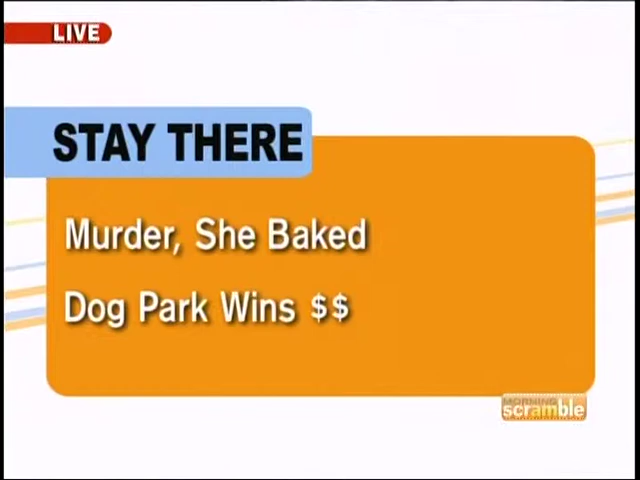 LIVE
STAY THERE
Murder, She Baked
Dog Park Wins $$
MORNING
scramble